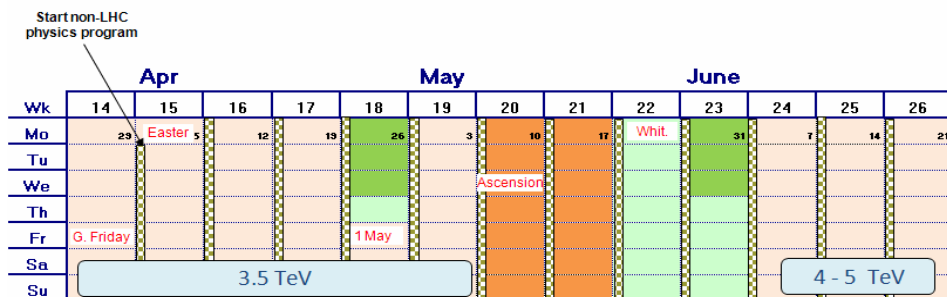 Start non-LHC
physics program
Apr May June
Wk 14 15 16 17 18 19 20 21 22 23 24 25 26
Mo 29 Easter 5 12 19 26 3 10 17 Whit. 31 7 14 21
Tu
We Ascension
Th
Fr G. Friday 1 May
Sa
3.5 TeV 4 - 5 TeV
Su